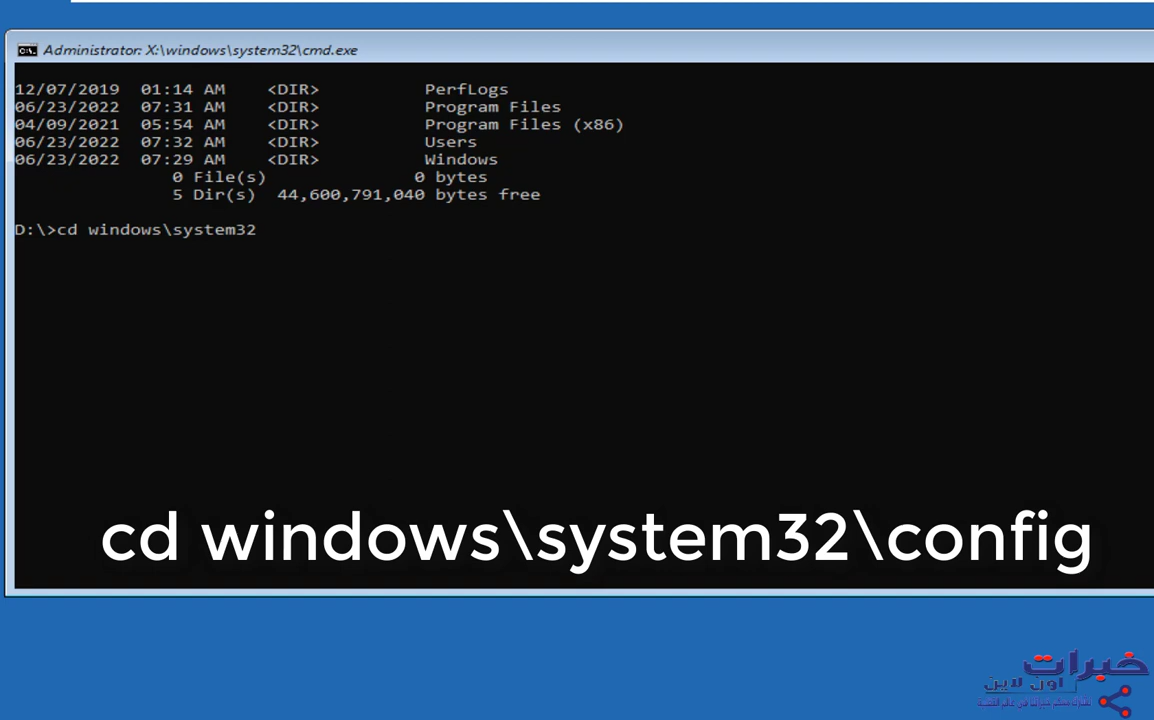 Administrator: X:\windows\system32\cmd.exe
12/07/2019  01:14 AM    <DIR>          PerfLogs
06/23/2022  07:31 AM    <DIR>          Program Files
04/09/2021  05:54 AM    <DIR>          Program Files (x86)
06/23/2022  07:32 AM    <DIR>          Users
06/23/2022  07:29 AM    <DIR>          Windows
               0 File(s)              0 bytes
               5 Dir(s)  44,600,791,040 bytes free
D:\>cd windows\system32
cd windows\system32\config
خبرات
اون لاين